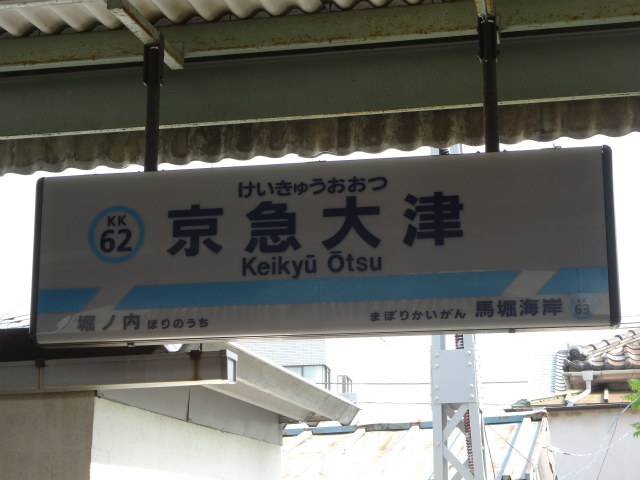 けいきゅうおおつ
KK
62
京急大津
Keikyū Ōtsu
堀ノ内 ほりのうち
まぼりかいがん 馬堀海岸
KK
63